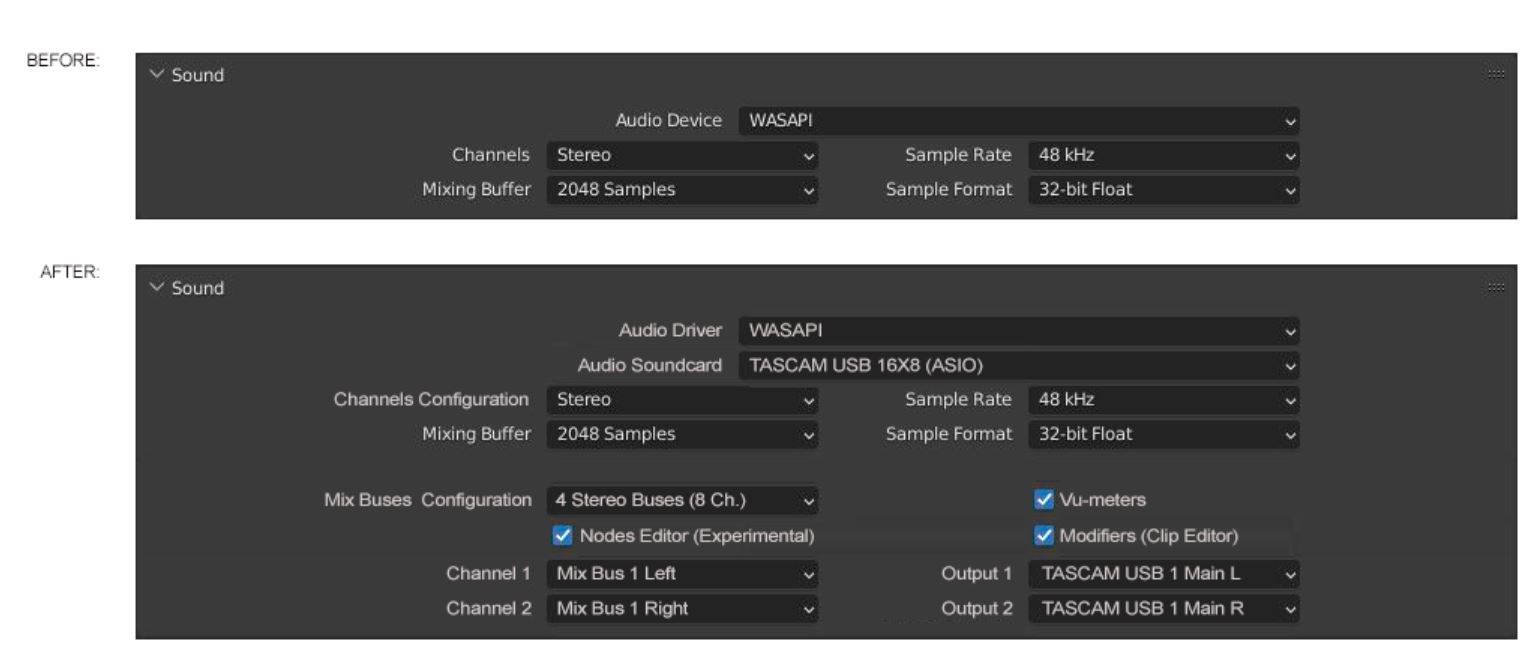 BEFORE:
Sound
Audio Device WASAPI
Channels Stereo Sample Rate 48 kHz
Mixing Buffer 2048 Samples Sample Format 32-bit Float
AFTER:
Sound
Audio Driver WASAPI
Audio Soundcard TASCAM USB 16X8 (ASIO)
Channels Configuration Stereo Sample Rate 48 kHz
Mixing Buffer 2048 Samples Sample Format 32-bit Float
Mix Buses Configuration 4 Stereo Buses (8 Ch.) Vu-meters
Nodes Editor (Experimental) Modifiers (Clip Editor)
Channel 1 Mix Bus 1 Left Output 1 TASCAM USB 1 Main L
Channel 2 Mix Bus 1 Right Output 2 TASCAM USB 1 Main R